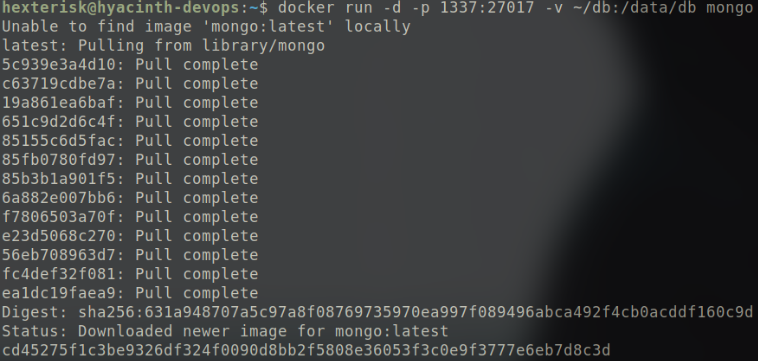 hexterisk@hyacinth-devops:~$ docker run -d -p 1337:27017 -v ~/db:/data/db mongo
Unable to find image 'mongo:latest' locally
latest: Pulling from library/mongo
5c939e3a4d10: Pull complete
c63719cdbe7a: Pull complete
19a861ea6baf: Pull complete
651c9d2d6c4f: Pull complete
85155c6d5fac: Pull complete
85fb0780fd97: Pull complete
85b3b1a901f5: Pull complete
6a882e007bb6: Pull complete
f7806503a70f: Pull complete
e23d5068c270: Pull complete
56eb708963d7: Pull complete
fc4def32f081: Pull complete
ea1dc19faea9: Pull complete
Digest: sha256:631a948707a5c97a8f08769735970ea997f089496abca492f4cb0acddf160c9d
Status: Downloaded newer image for mongo:latest
cd45275f1c3be9326df324f0090d8bb2f5808e36053f3c0e9f3777e6eb7d8c3d